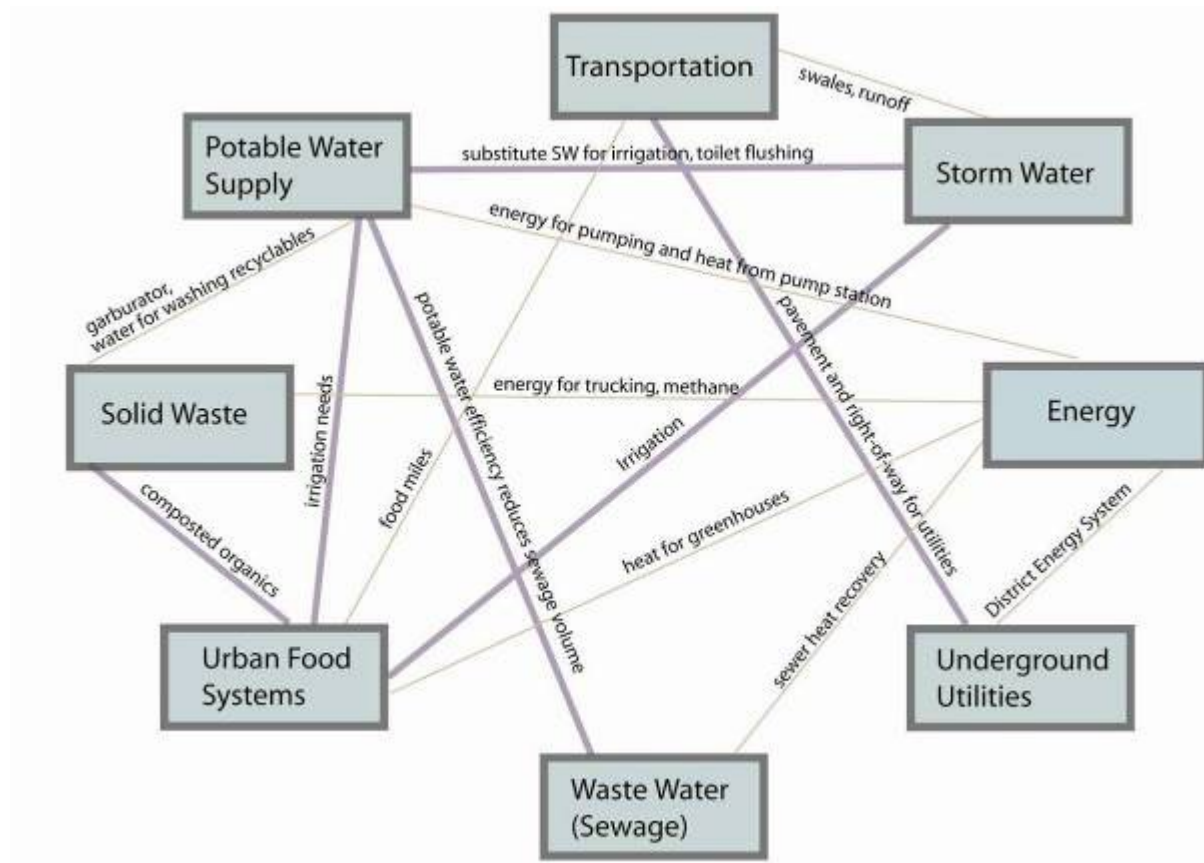 Transportation
swales, runoff
Potable Water
Supply
substitute SW for irrigation, toilet flushing
Storm Water
energy for pumping and heat from pump station
garburator,
water for washing recyclables
potable water efficiency reduces sewage volume
pavement and right-of-way for utilities
Solid Waste
energy for trucking, methane
Energy
irrigation needs
food miles
Irrigation
composted organics
heat for greenhouses
sewer heat recovery
District Energy System
Urban Food
Systems
Underground
Utilities
Waste Water
(Sewage)